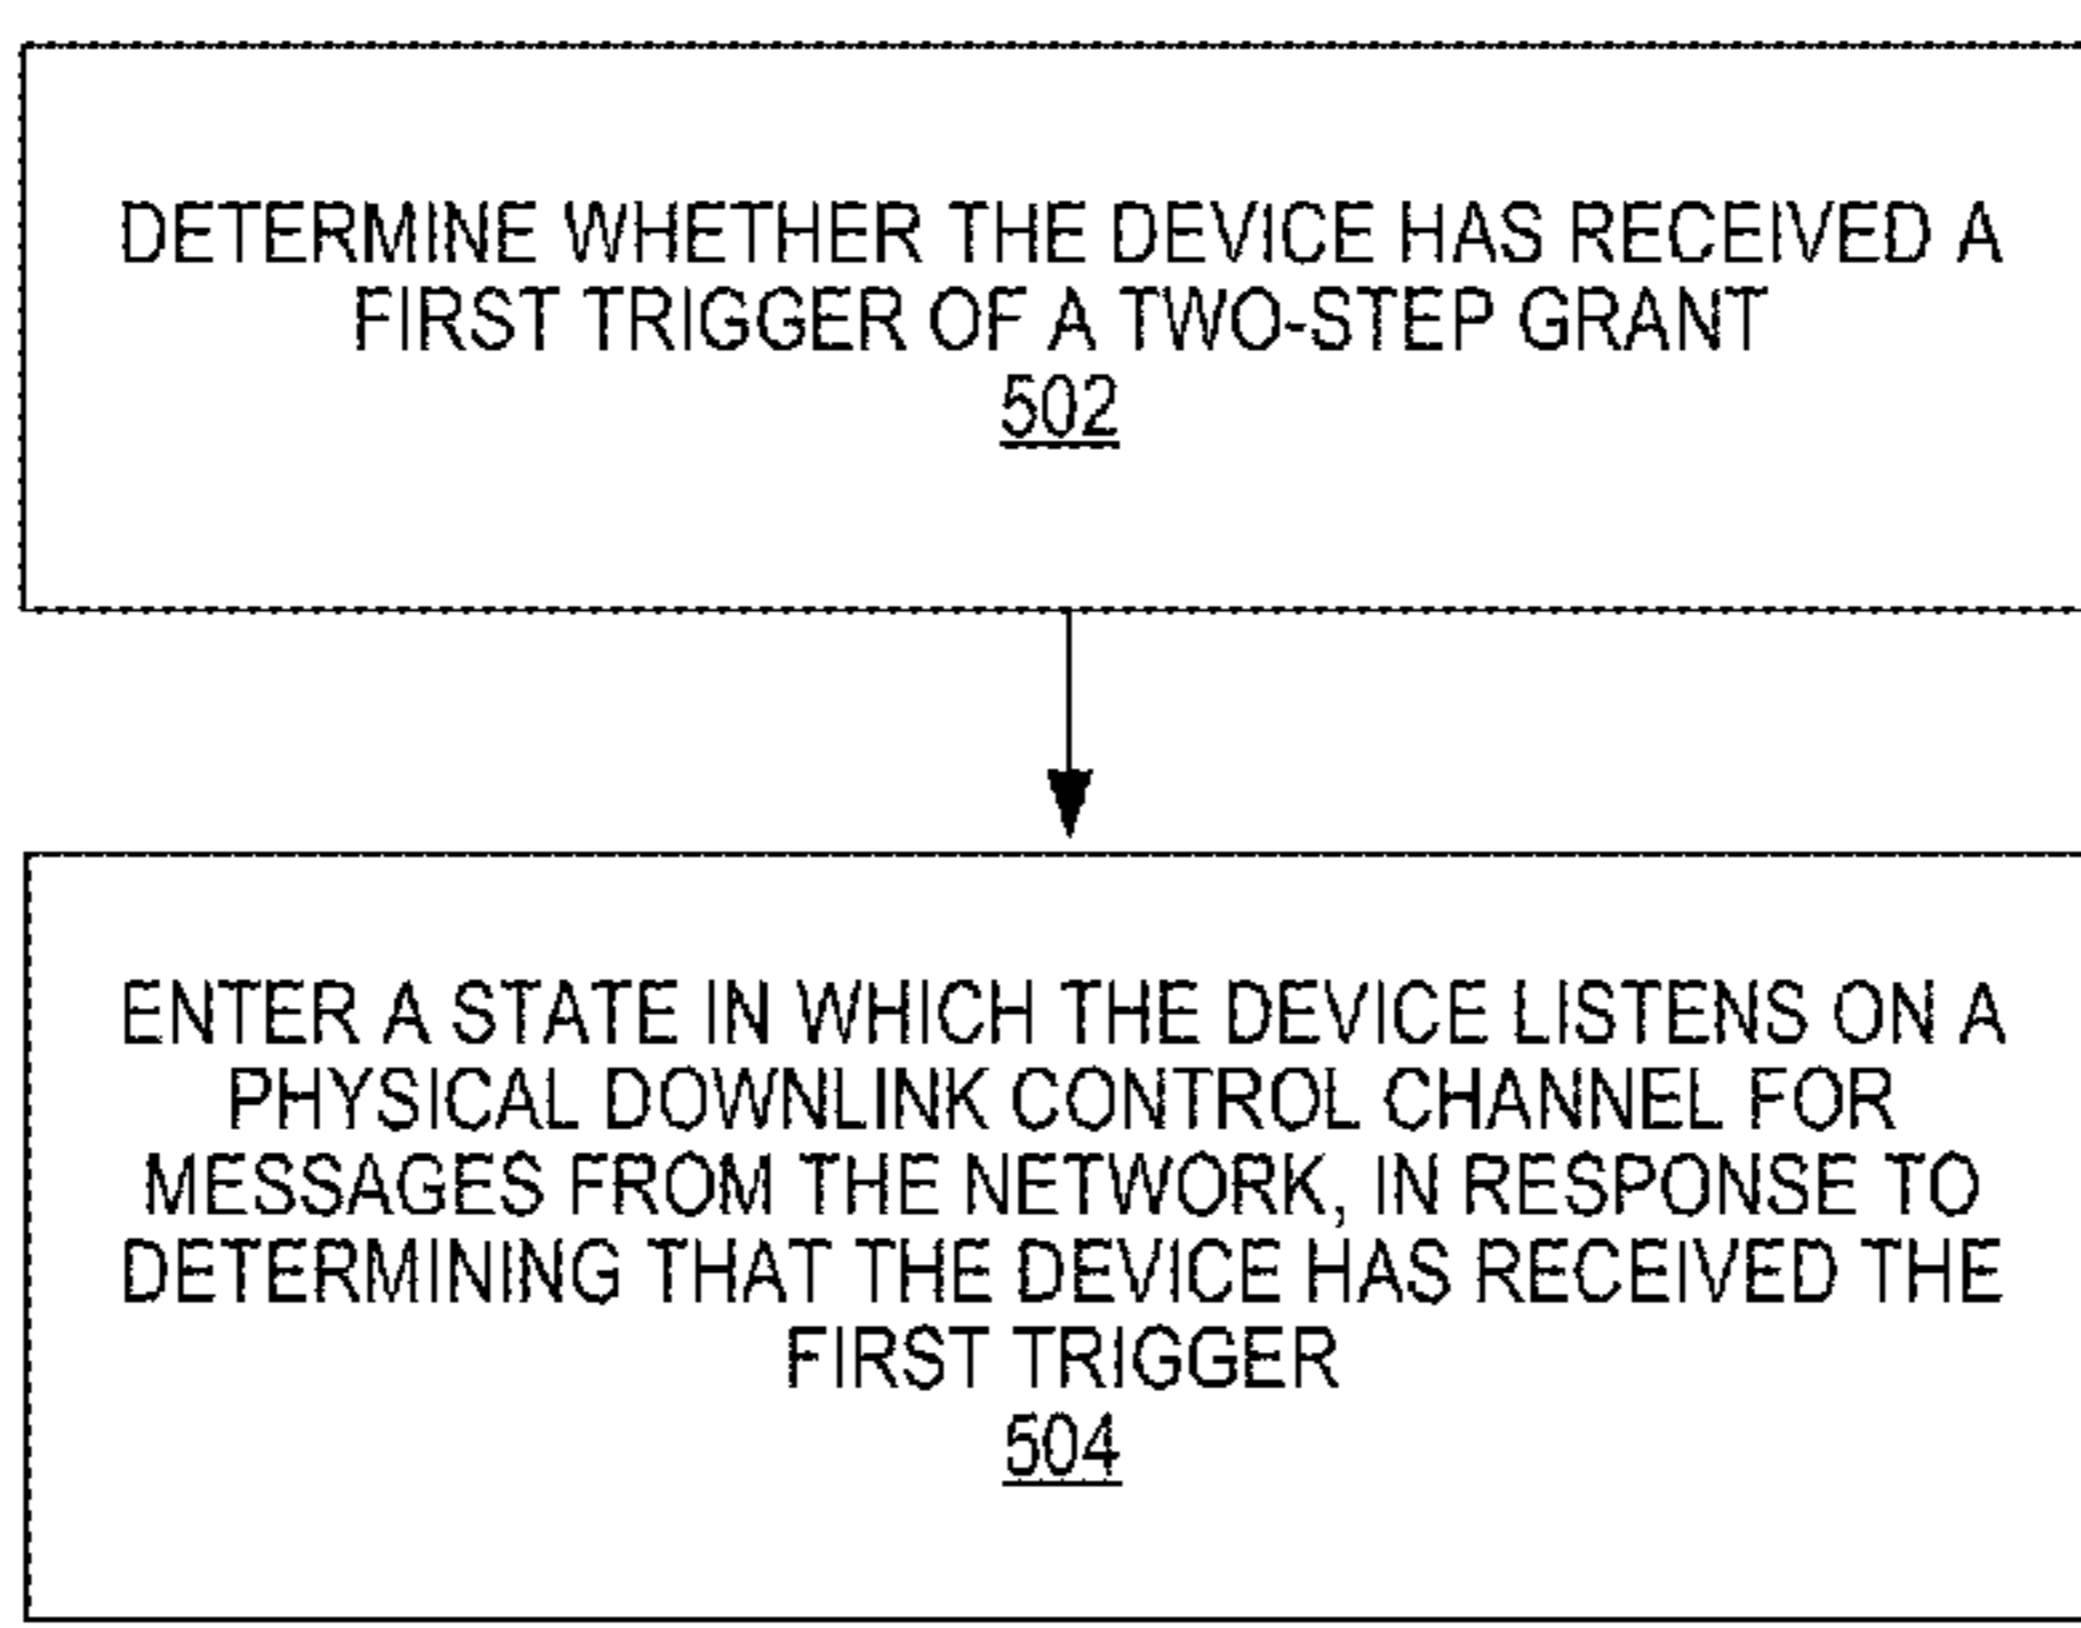 DETERMINE WHETHER THE DEVICE HAS RECEIVED A
FIRST TRIGGER OF A TWO-STEP GRANT
502
ENTER A STATE IN WHICH THE DEVICE LISTENS ON A
PHYSICAL DOWNLINK CONTROL CHANNEL FOR
MESSAGES FROM THE NETWORK, IN RESPONSE TO
DETERMINING THAT THE DEVICE HAS RECEIVED THE
FIRST TRIGGER
504